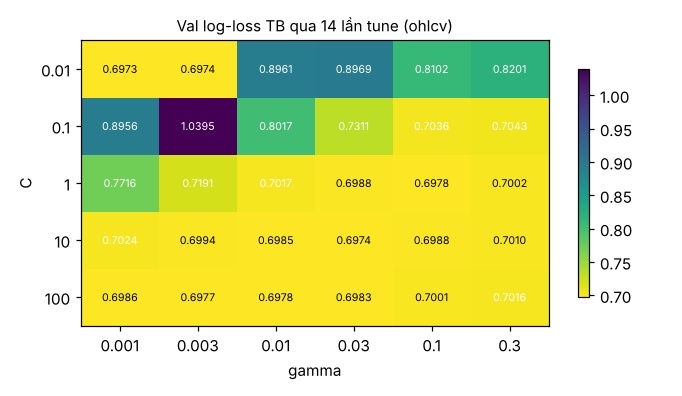 Val log-loss TB qua 14 lần tune (ohlcv)
0.01 0.6973 0.6974 0.8961 0.8969 0.8102 0.8201
0.1 0.8956 1.0395 0.8017 0.7311 0.7036 0.7043
C
1 0.7716 0.7191 0.7017 0.6988 0.6978 0.7002
10 0.7024 0.6994 0.6985 0.6974 0.6988 0.7010
100 0.6986 0.6977 0.6978 0.6983 0.7001 0.7016
0.001 0.003 0.01 0.03 0.1 0.3
gamma
1.00
0.95
0.90
0.85
0.80
0.75
0.70